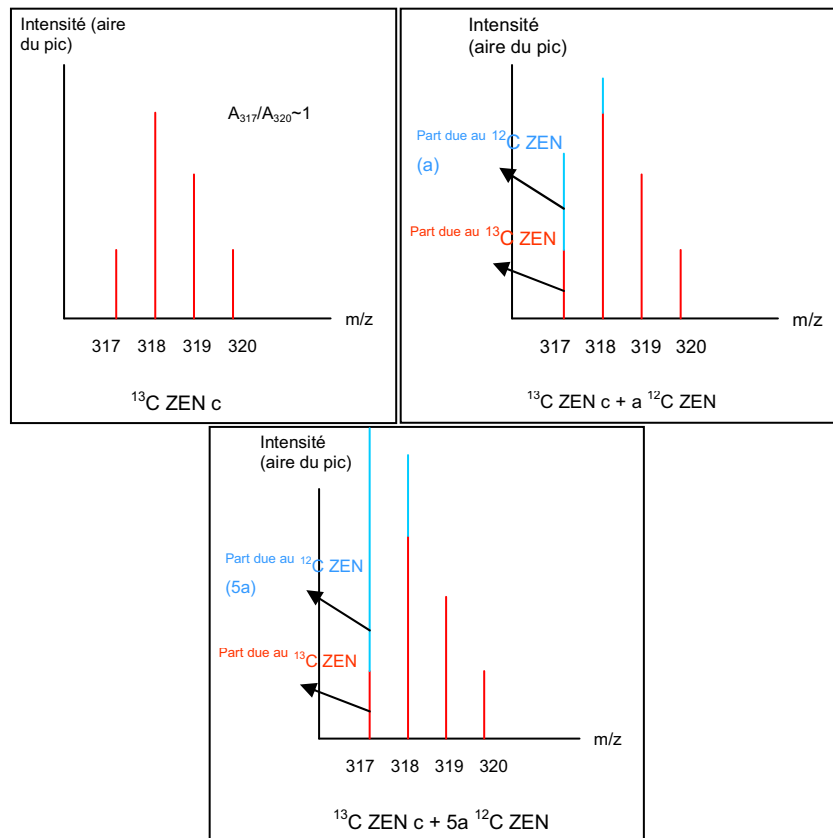 Intensité (aire
du pic)
A₃₁₇/A₃₂₀~1
m/z
317 318 319 320
¹³C ZEN c
Intensité
(aire du pic)
Part due au ¹²C ZEN
(a)
Part due au ¹³C ZEN
m/z
317 318 319 320
¹³C ZEN c + a ¹²C ZEN
Intensité
(aire du pic)
Part due au ¹²C ZEN
(5a)
Part due au ¹³C ZEN
m/z
317 318 319 320
¹³C ZEN c + 5a ¹²C ZEN